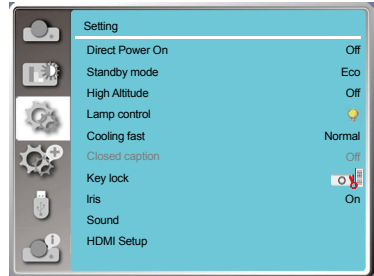 Setting
Direct Power On Off
Standby mode Eco
High Altitude Off
Lamp control
Cooling fast Normal
Closed caption Off
Key lock
Iris On
Sound
HDMI Setup